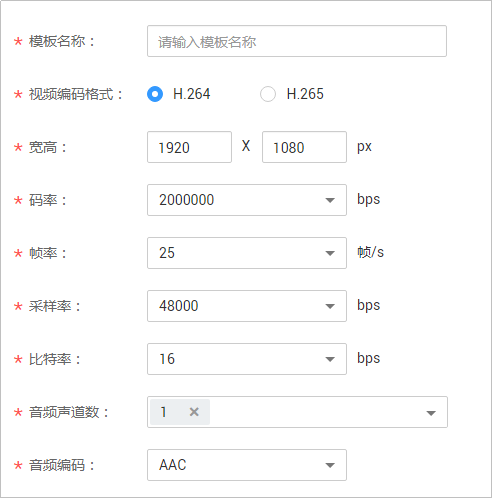 * 模板名称： 请输入模板名称
* 视频编码格式： H.264 H.265
* 宽高： 1920 X 1080 px
* 码率： 2000000 bps
* 帧率： 25 帧/s
* 采样率： 48000 bps
* 比特率： 16 bps
* 音频声道数： 1 ×
* 音频编码： AAC